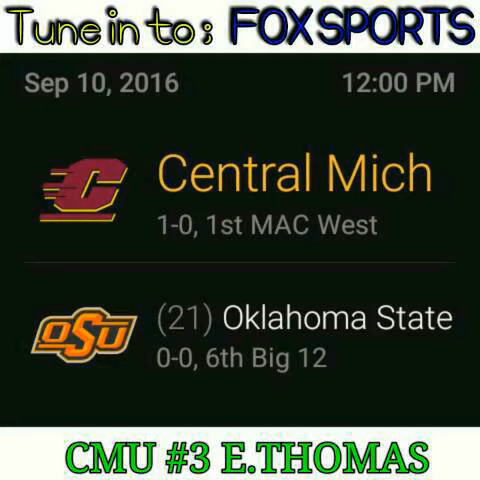 Tune in to ; FOXSPORTS
Sep 10, 2016 12:00 PM
C
Central Mich
1-0, 1st MAC West
OSU
(21) Oklahoma State
0-0, 6th Big 12
CMU #3 E.THOMAS